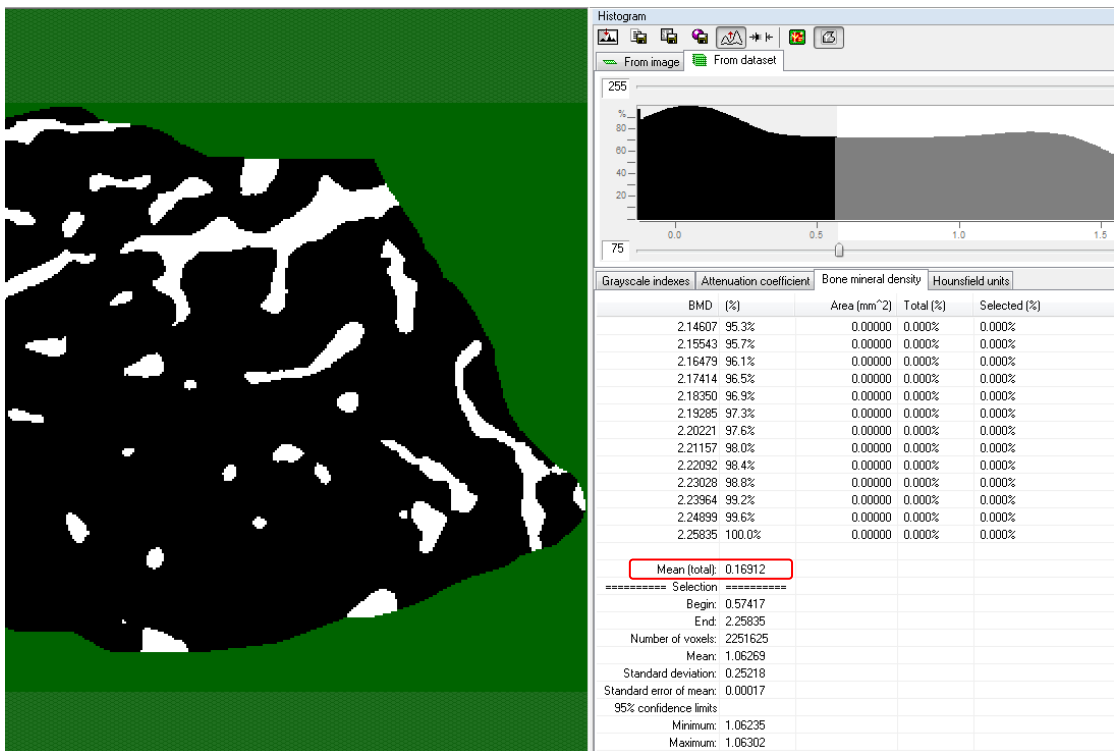 Histogram
From image From dataset
255
%
80
60
40
20
0.0 0.5 1.0 1.5
75
Grayscale indexes Attenuation coefficient Bone mineral density Hounsfield units
BMD (%) Area (mm^2) Total (%) Selected (%)
2.14607 95.3% 0.00000 0.000% 0.000%
2.15543 95.7% 0.00000 0.000% 0.000%
2.16479 96.1% 0.00000 0.000% 0.000%
2.17414 96.5% 0.00000 0.000% 0.000%
2.18350 96.9% 0.00000 0.000% 0.000%
2.19285 97.3% 0.00000 0.000% 0.000%
2.20221 97.6% 0.00000 0.000% 0.000%
2.21157 98.0% 0.00000 0.000% 0.000%
2.22092 98.4% 0.00000 0.000% 0.000%
2.23028 98.8% 0.00000 0.000% 0.000%
2.23964 99.2% 0.00000 0.000% 0.000%
2.24899 99.6% 0.00000 0.000% 0.000%
2.25835 100.0% 0.00000 0.000% 0.000%
Mean (total): 0.16912
========== Selection ==========
Begin: 0.57417
End: 2.25835
Number of voxels: 2251625
Mean: 1.06269
Standard deviation: 0.25218
Standard error of mean: 0.00017
95% confidence limits
Minimum: 1.06235
Maximum: 1.06302